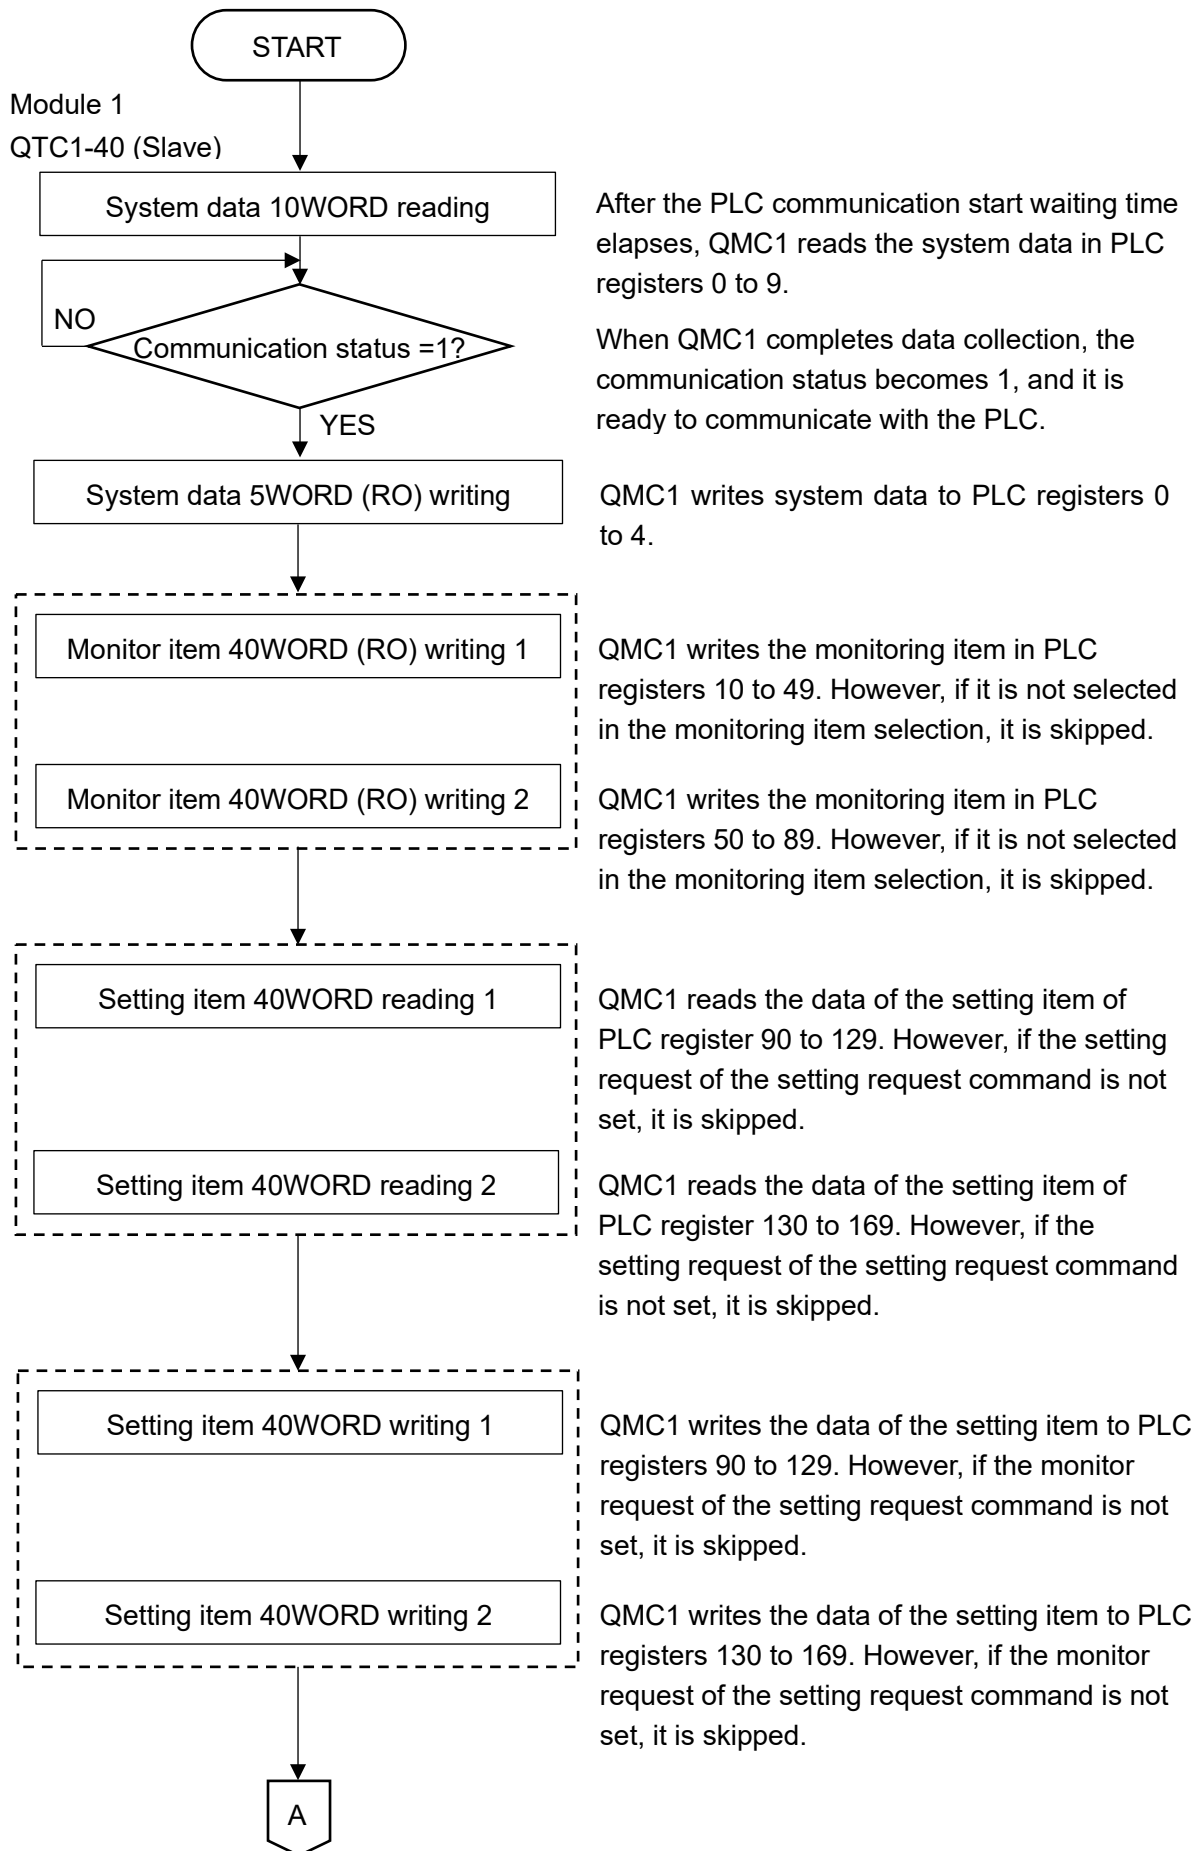 START
Module 1
QTC1-40 (Slave)
System data 10WORD reading
After the PLC communication start waiting time
elapses, QMC1 reads the system data in PLC
registers 0 to 9.
NO
Communication status =1?
When QMC1 completes data collection, the
communication status becomes 1, and it is
ready to communicate with the PLC.
YES
System data 5WORD (RO) writing
QMC1 writes system data to PLC registers 0
to 4.
Monitor item 40WORD (RO) writing 1
QMC1 writes the monitoring item in PLC
registers 10 to 49. However, if it is not selected
in the monitoring item selection, it is skipped.
Monitor item 40WORD (RO) writing 2
QMC1 writes the monitoring item in PLC
registers 50 to 89. However, if it is not selected
in the monitoring item selection, it is skipped.
Setting item 40WORD reading 1
QMC1 reads the data of the setting item of
PLC register 90 to 129. However, if the setting
request of the setting request command is not
set, it is skipped.
Setting item 40WORD reading 2
QMC1 reads the data of the setting item of
PLC register 130 to 169. However, if the
setting request of the setting request command
is not set, it is skipped.
Setting item 40WORD writing 1
QMC1 writes the data of the setting item to PLC
registers 90 to 129. However, if the monitor
request of the setting request command is not
set, it is skipped.
Setting item 40WORD writing 2
QMC1 writes the data of the setting item to PLC
registers 130 to 169. However, if the monitor
request of the setting request command is not
set, it is skipped.
A